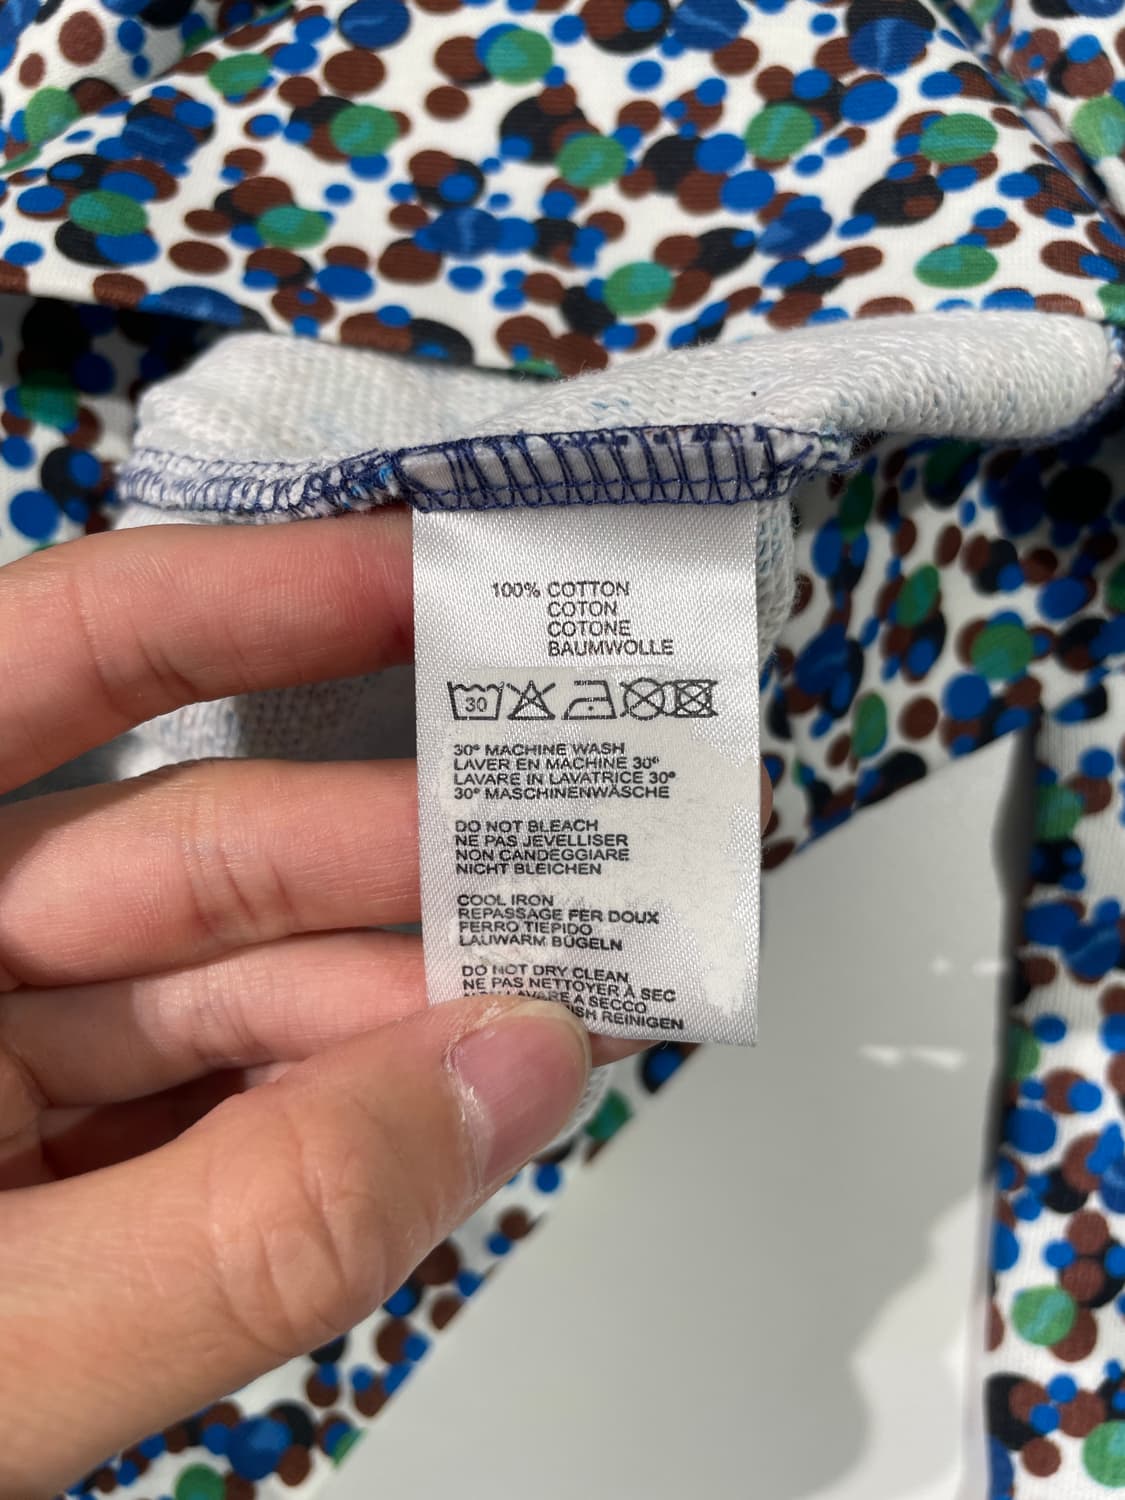 100% COTTON
COTON
COTONE
BAUMWOLLE
30
30° MACHINE WASH
LAVER EN MACHINE 30°
LAVARE IN LAVATRICE 30°
30° MASCHINENWÄSCHE
DO NOT BLEACH
NE PAS JEVELLISER
NON CANDEGGIARE
NICHT BLEICHEN
COOL IRON
REPASSAGE FER DOUX
FERRO TIEPIDO
LAUWARM BÜGELN
DO NOT DRY CLEAN
NE PAS NETTOYER À SEC
LAVARE A SECCO
REINIGEN